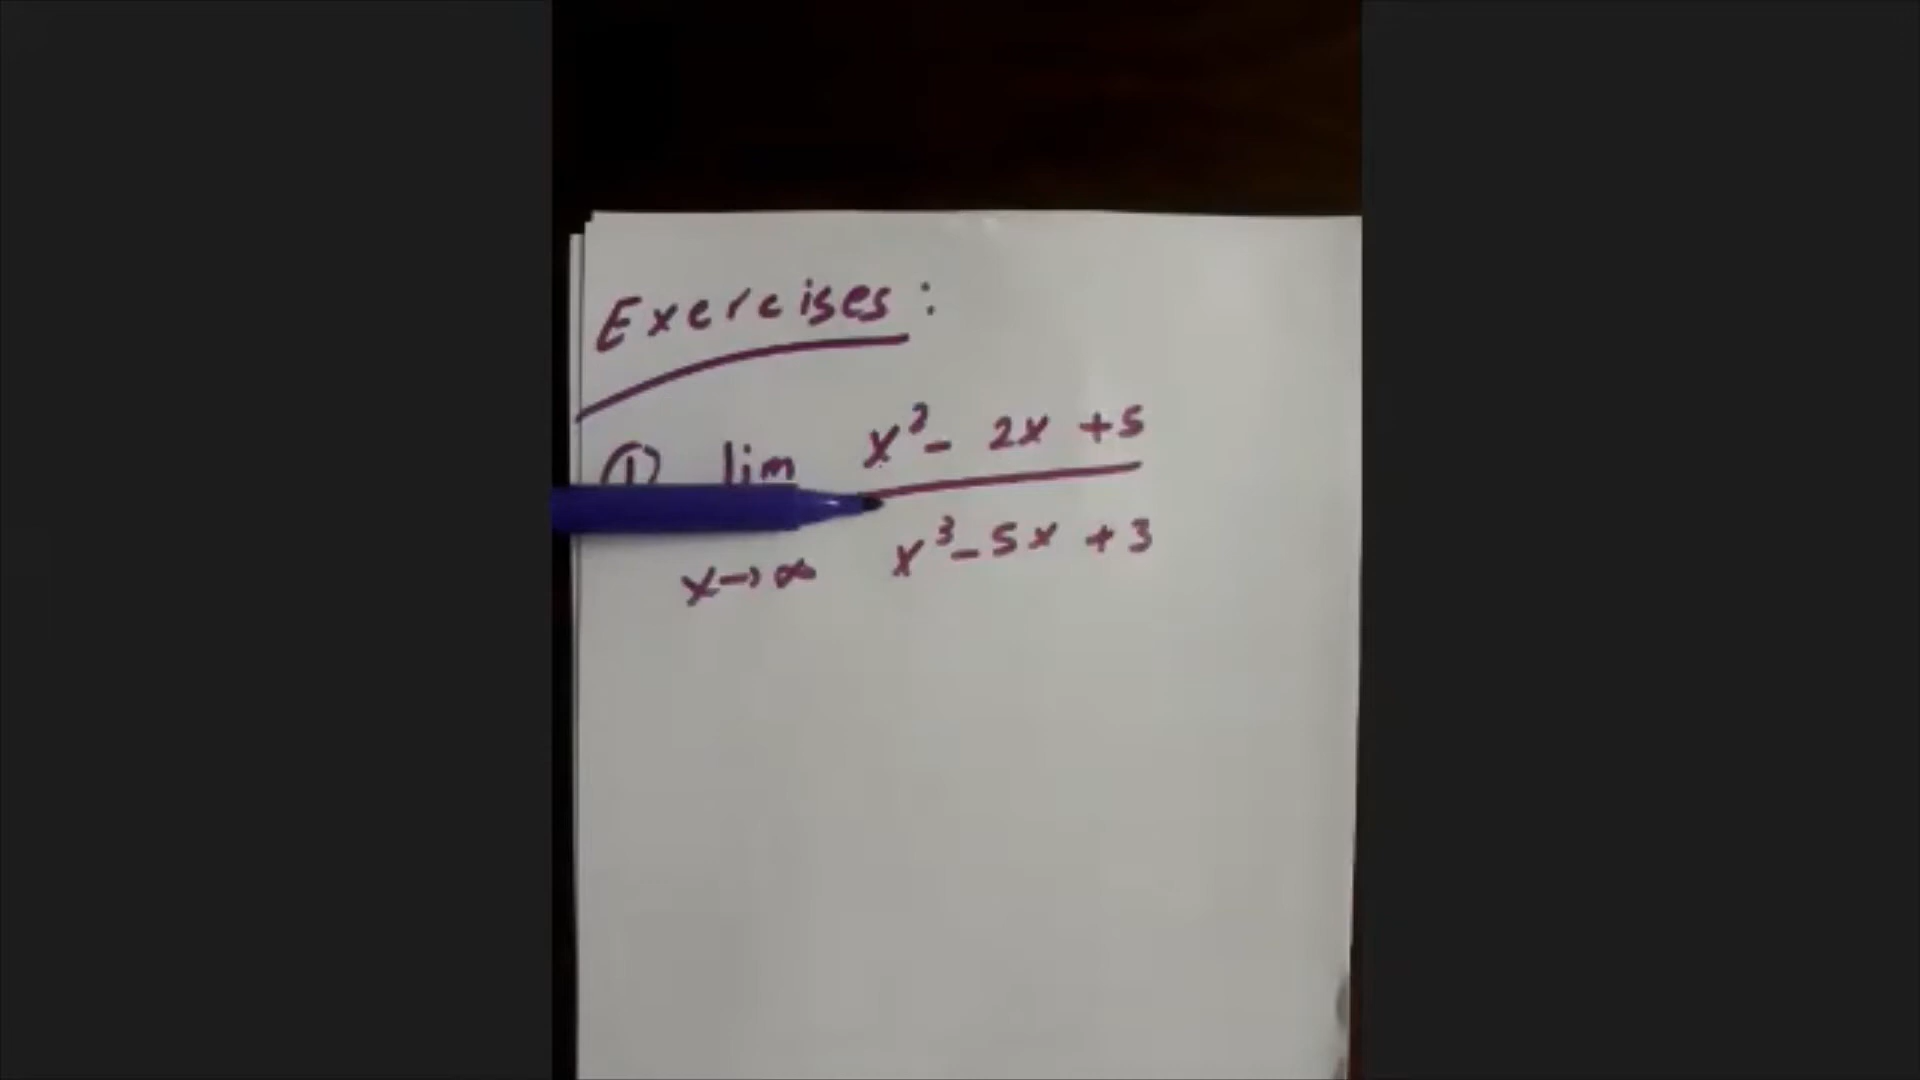 Exercises:
① lim x² - 2x + 5
x→∞ x³ - 5x + 3